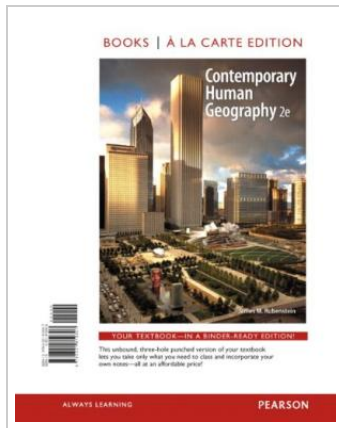 BOOKS | À LA CARTE EDITION
Contemporary
Human
Geography 2e
James M. Rubenstein
YOUR TEXTBOOK—IN A BINDER-READY EDITION!
This unbound, three-hole punched version of your textbook
lets you take only what you need to class and incorporate your
own notes—all at an affordable price!
ALWAYS LEARNING
PEARSON